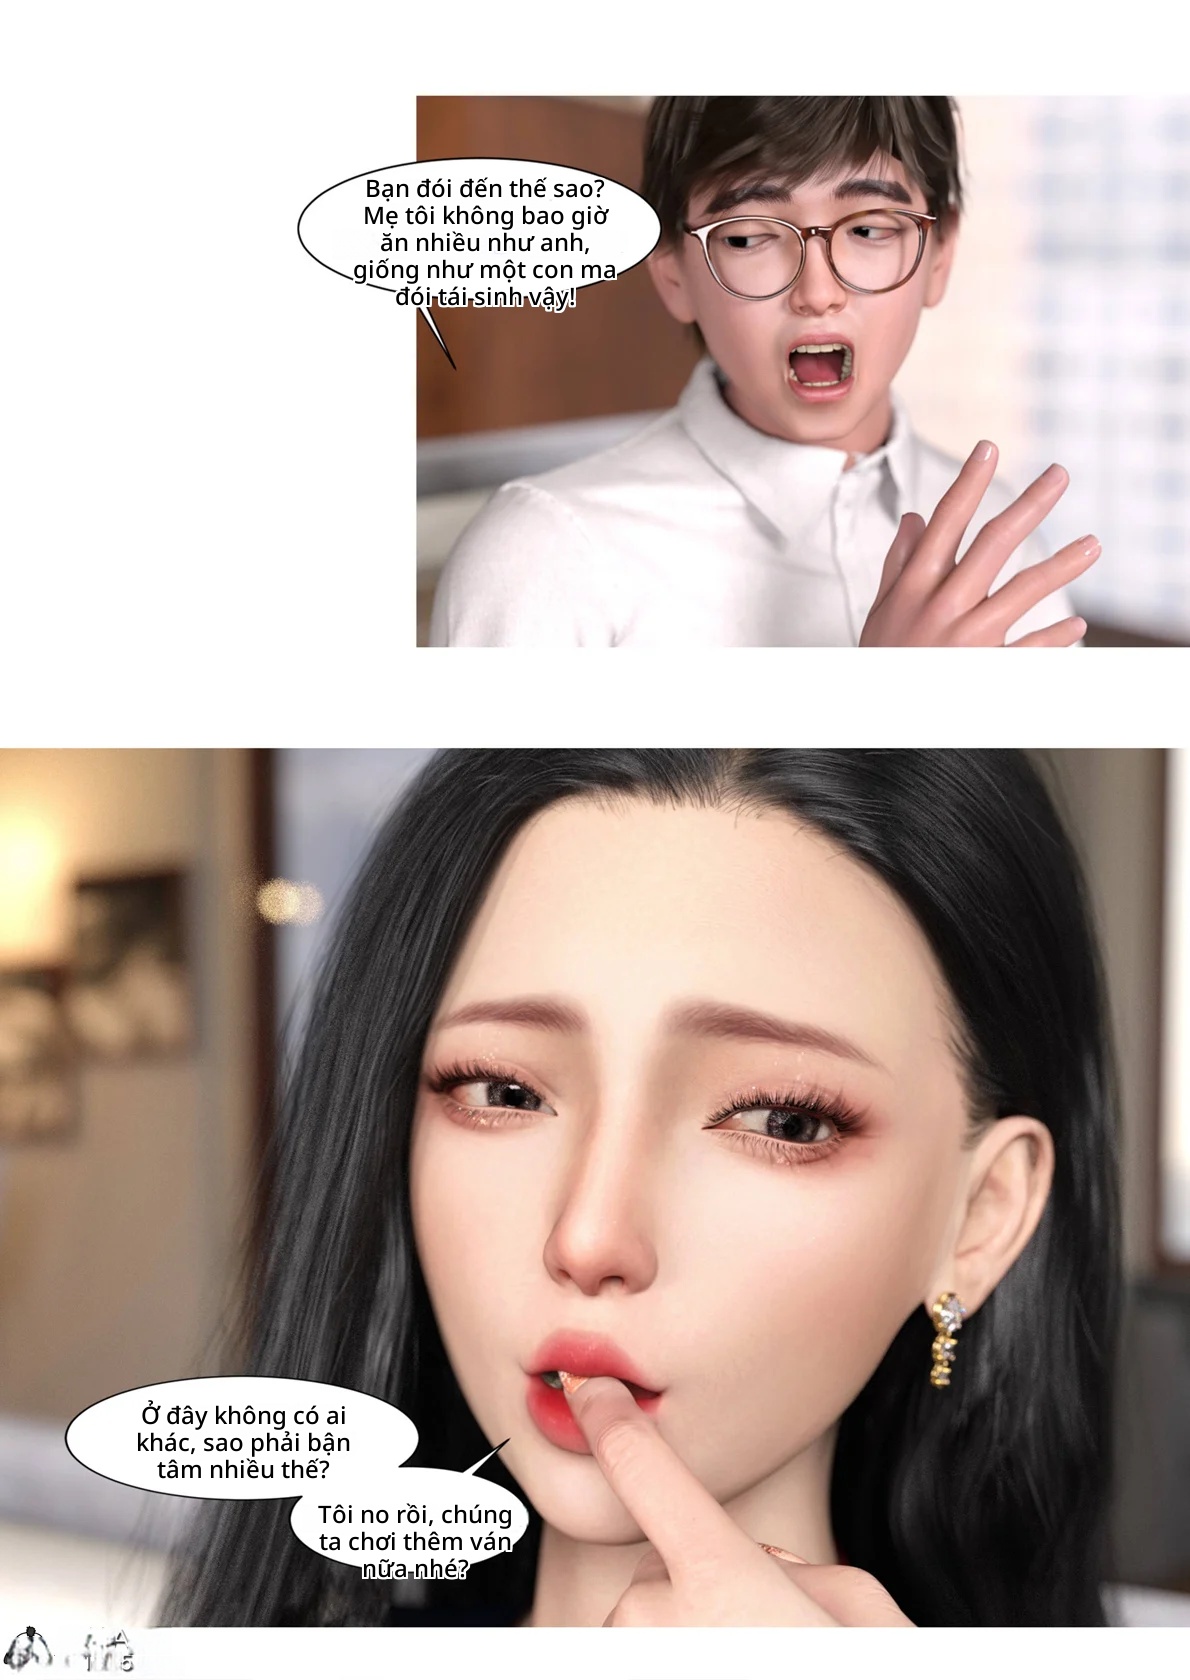 Bạn đói đến thế sao?
Mẹ tôi không bao giờ
ăn nhiều như anh,
giống như một con ma
đói tái sinh vậy!
Ở đây không có ai
khác, sao phải bận
tâm nhiều thế?
Tôi no rồi, chúng
ta chơi thêm ván
nữa nhé?